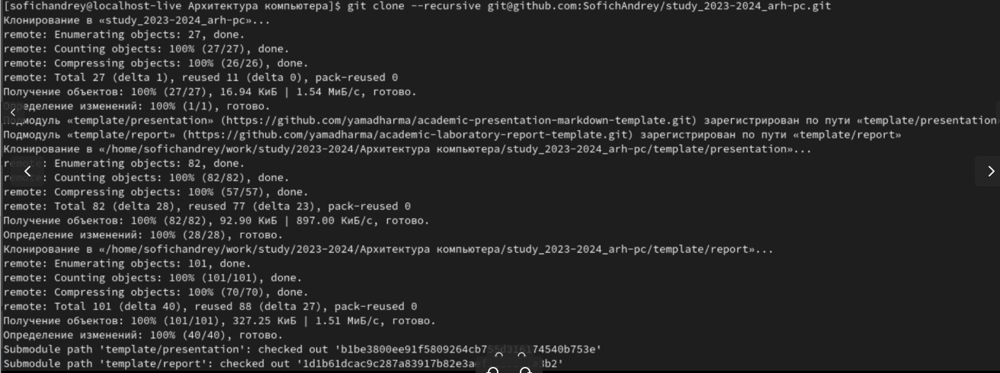 [sofichandrey@localhost-live Архитектура компьютера]$ git clone --recursive git@github.com:SofichAndrey/study_2023-2024_arh-pc.git
Клонирование в «study_2023-2024_arh-pc»...
remote: Enumerating objects: 27, done.
remote: Counting objects: 100% (27/27), done.
remote: Compressing objects: 100% (26/26), done.
remote: Total 27 (delta 1), reused 11 (delta 0), pack-reused 0
Получение объектов: 100% (27/27), 16.94 КиБ | 1.54 МиБ/с, готово.
Определение изменений: 100% (1/1), готово.
Подмодуль «template/presentation» (https://github.com/yamadharma/academic-presentation-markdown-template.git) зарегистрирован по пути «template/presentation
Подмодуль «template/report» (https://github.com/yamadharma/academic-laboratory-report-template.git) зарегистрирован по пути «template/report»
Клонирование в «/home/sofichandrey/work/study/2023-2024/Архитектура компьютера/study_2023-2024_arh-pc/template/presentation»...
remote: Enumerating objects: 82, done.
remote: Counting objects: 100% (82/82), done.
remote: Compressing objects: 100% (57/57), done.
remote: Total 82 (delta 28), reused 77 (delta 23), pack-reused 0
Получение объектов: 100% (82/82), 92.90 КиБ | 897.00 КиБ/с, готово.
Определение изменений: 100% (28/28), готово.
Клонирование в «/home/sofichandrey/work/study/2023-2024/Архитектура компьютера/study_2023-2024_arh-pc/template/report»...
remote: Enumerating objects: 101, done.
remote: Counting objects: 100% (101/101), done.
remote: Compressing objects: 100% (70/70), done.
remote: Total 101 (delta 40), reused 88 (delta 27), pack-reused 0
Получение объектов: 100% (101/101), 327.25 КиБ | 1.51 МиБ/с, готово.
Определение изменений: 100% (40/40), готово.
Submodule path 'template/presentation': checked out 'b1be3800ee91f5809264cb755d316174540b753e'
Submodule path 'template/report': checked out